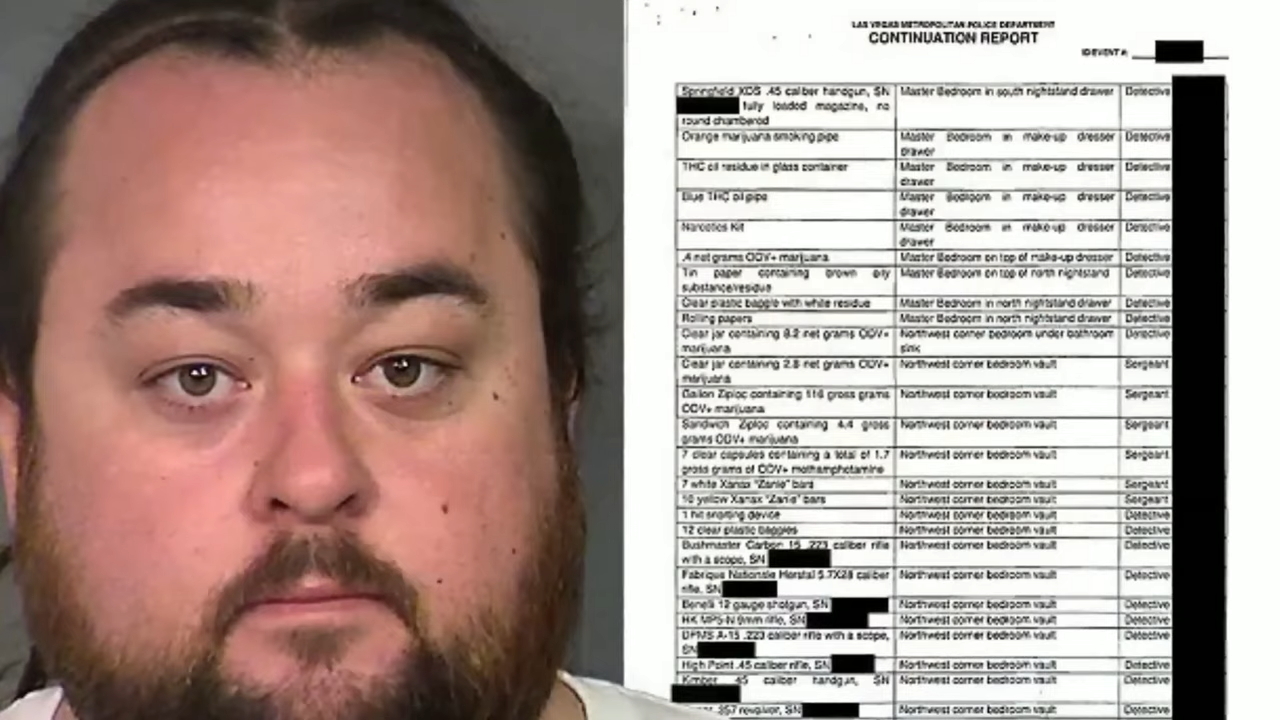 LAS VEGAS METROPOLITAN POLICE DEPARTMENT
CONTINUATION REPORT
ID/EVENT #:
Springfield XDS .45 caliber handgun, SN Master Bedroom in south nightstand drawer Detective
fully loaded magazine, no
round chambered
Orange marijuana smoking pipe Master Bedroom in make-up dresser Detective
drawer
THC oil residue in glass container Master Bedroom in make-up dresser Detective
drawer
Blue THC oil pipe Master Bedroom in make-up dresser Detective
drawer
Narcotics Kit Master Bedroom in make-up dresser Detective
drawer
.4 net grams ODV+ marijuana Master Bedroom on top of make-up dresser Detective
Tin paper containing brown oily Master Bedroom on top of north nightstand Detective
substance/residue
Clear plastic baggie with white residue Master Bedroom in north nightstand drawer Detective
Rolling papers Master Bedroom in north nightstand drawer Detective
Clear jar containing 8.2 net grams ODV+ Northwest corner bedroom under bathroom Detective
marijuana sink
Clear jar containing 2.8 net grams ODV+ Northwest corner bedroom vault Sergeant
marijuana
Gallon Ziploc containing 116 gross grams Northwest corner bedroom vault Sergeant
ODV+ marijuana
Sandwich Ziploc containing 4.4 gross Northwest corner bedroom vault Sergeant
grams ODV+ marijuana
7 clear capsules containing a total of 1.7 Northwest corner bedroom vault Sergeant
gross grams of ODV+ methamphetamine
7 white Xanax "Zanie" bars Northwest corner bedroom vault Sergeant
10 yellow Xanax "Zanie" bars Northwest corner bedroom vault Sergeant
1 hit snorting device Northwest corner bedroom vault Detective
12 clear plastic baggies Northwest corner bedroom vault Detective
Bushmaster Carbon 15 .223 caliber rifle Northwest corner bedroom vault Detective
with a scope, SN
Fabrique Nationale Herstal 5.7X28 caliber Northwest corner bedroom vault Detective
rifle, SN
Benelli 12 gauge shotgun, SN Northwest corner bedroom vault Detective
HK MP5-N 9mm rifle, SN Northwest corner bedroom vault Detective
DPMS A-15 .223 caliber rifle with a scope, Northwest corner bedroom vault Detective
SN
High Point .45 caliber rifle, SN Northwest corner bedroom vault Detective
Kimber .45 caliber handgun, SN Northwest corner bedroom vault Detective
.357 revolver, SN Northwest corner bedroom vault Detective